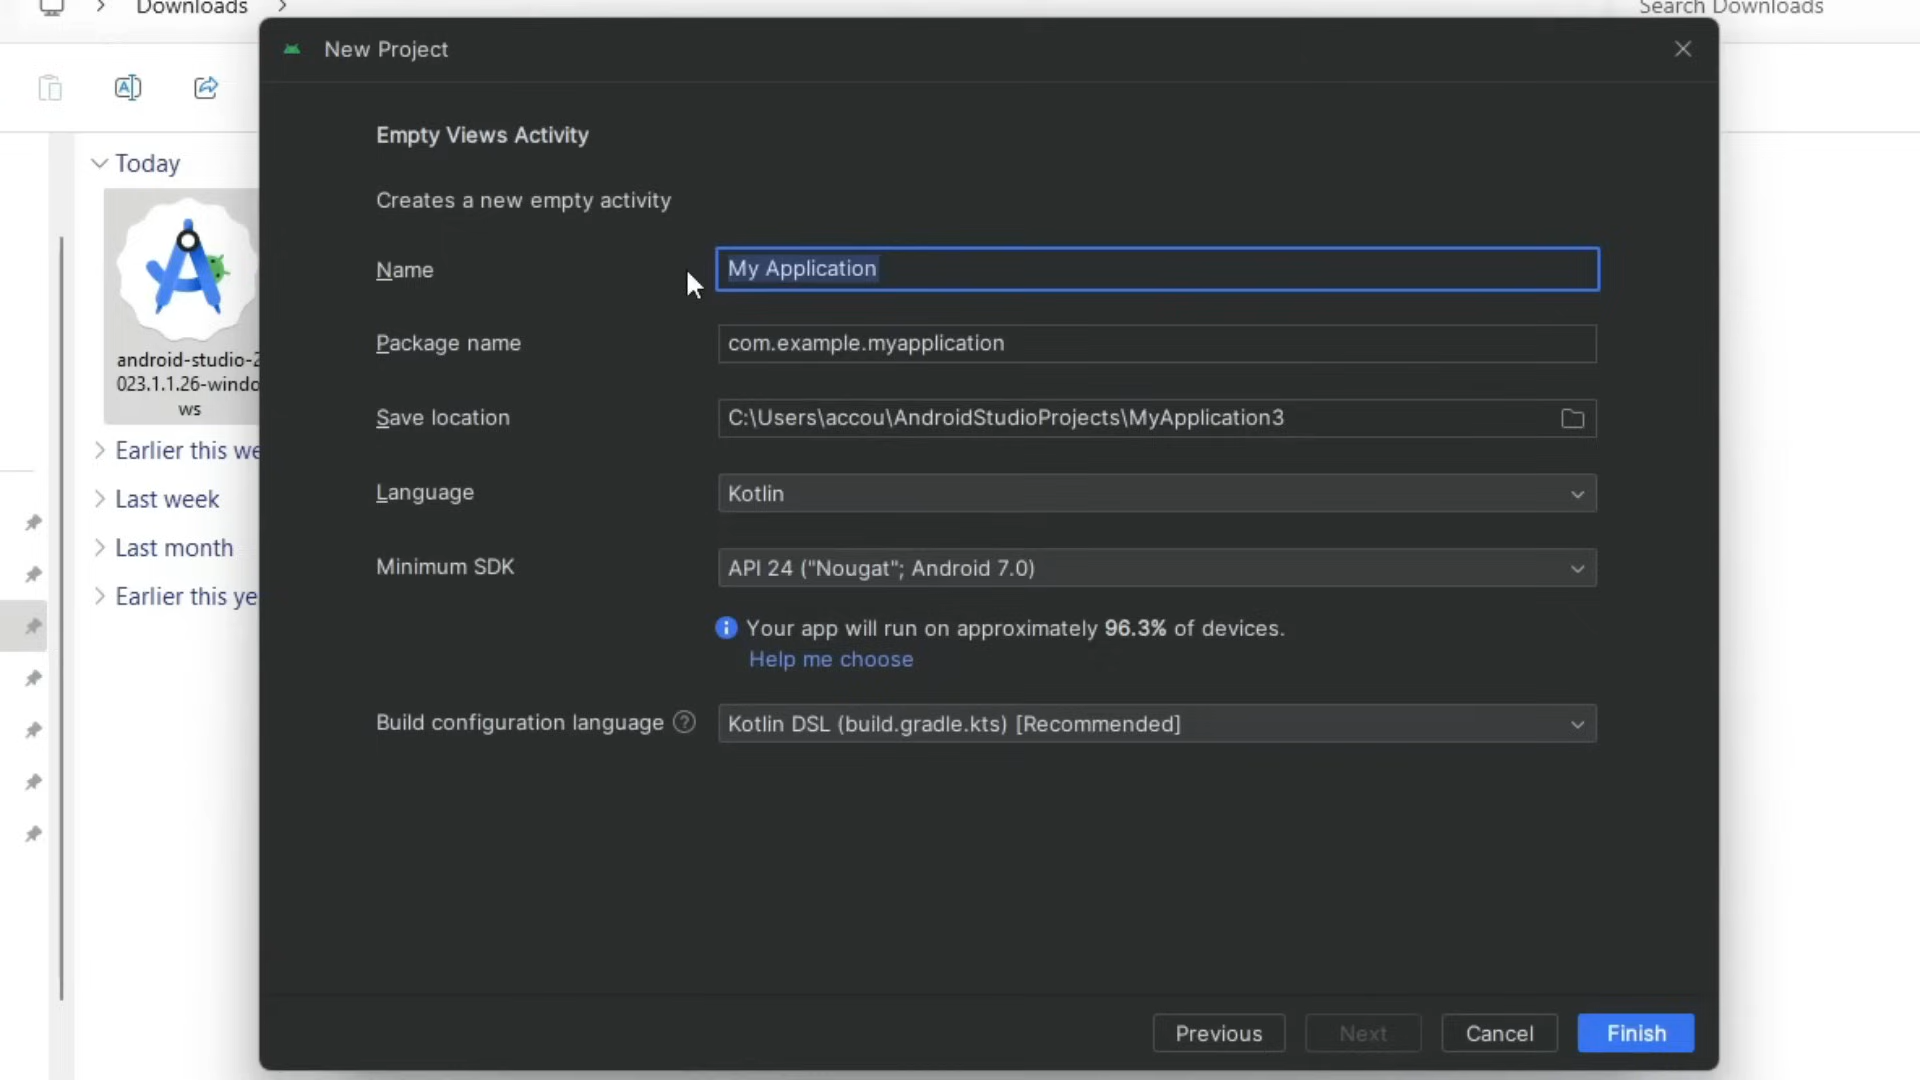 Downloads
Search Downloads
New Project
Today
android-studio-2
023.1.1.26-windo
ws
Earlier this we
Last week
Last month
Earlier this ye
Empty Views Activity
Creates a new empty activity
Name
My Application
Package name
com.example.myapplication
Save location
C:\Users\accou\AndroidStudioProjects\MyApplication3
Language
Kotlin
Minimum SDK
API 24 ("Nougat"; Android 7.0)
Your app will run on approximately 96.3% of devices.
Help me choose
Build configuration language
Kotlin DSL (build.gradle.kts) [Recommended]
Previous
Next
Cancel
Finish